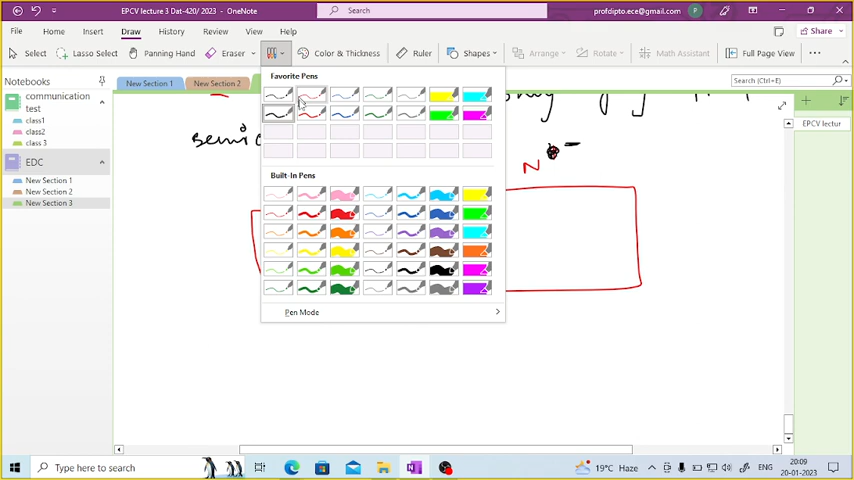 EPCV lecture 3 Dat-420/ 2023 - OneNote
Search
profdipto.ece@gmail.com
P
File
Home
Insert
Draw
History
Review
View
Share
Select
Lasso Select
Panning Hand
Eraser
Color & Thickness
Ruler
Shapes
Arrange
Rotate
Math Assistant
Full Page View
Notebooks
New Section 1
New Section 2
Search (Ctrl+E)
communication
test
class1
class2
class 3
EDC
New Section 1
New Section 2
New Section 3
Favorite Pens
Built-In Pens
Pen Mode
EPCV lectur
semi
N
Type here to search
19°C Haze
ENG
20:09
20-01-2023